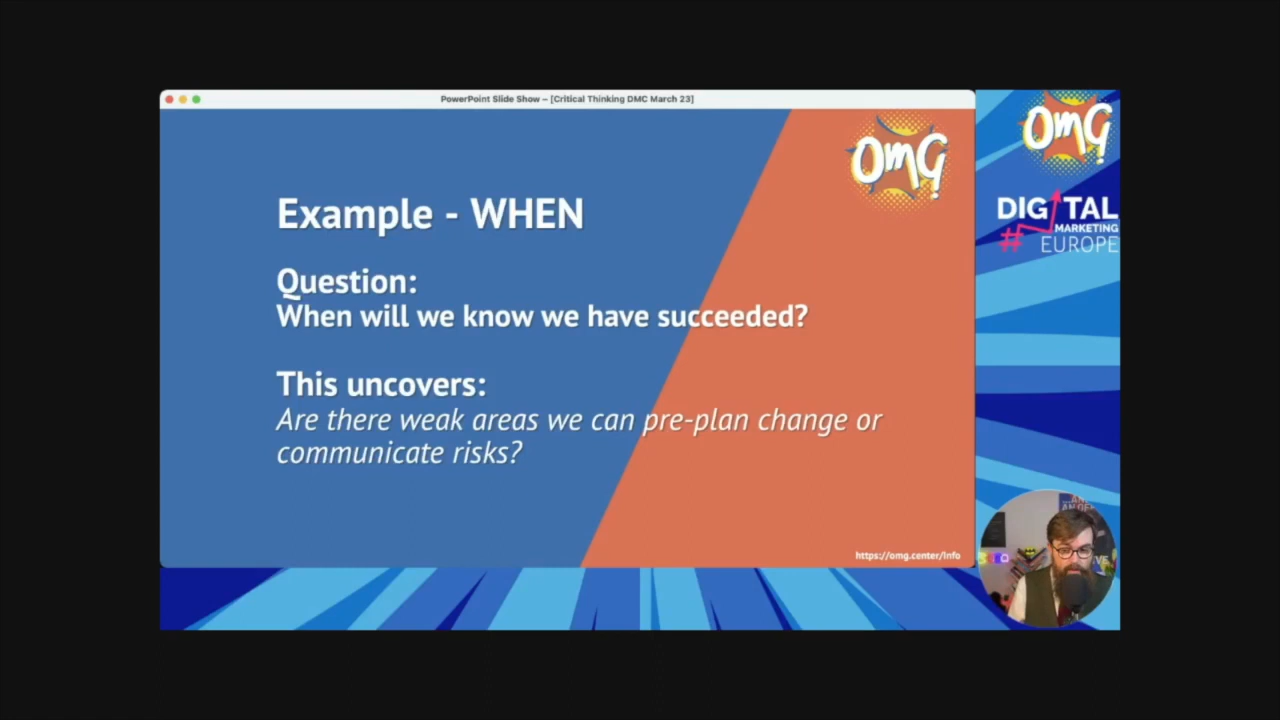 PowerPoint Slide Show – [Critical Thinking DMC March 23]
OMG
Example - WHEN
Question:
When will we know we have succeeded?
This uncovers:
Are there weak areas we can pre-plan change or
communicate risks?
https://omg.center/info
OMG
DIGITAL
MARKETING
# EUROPE